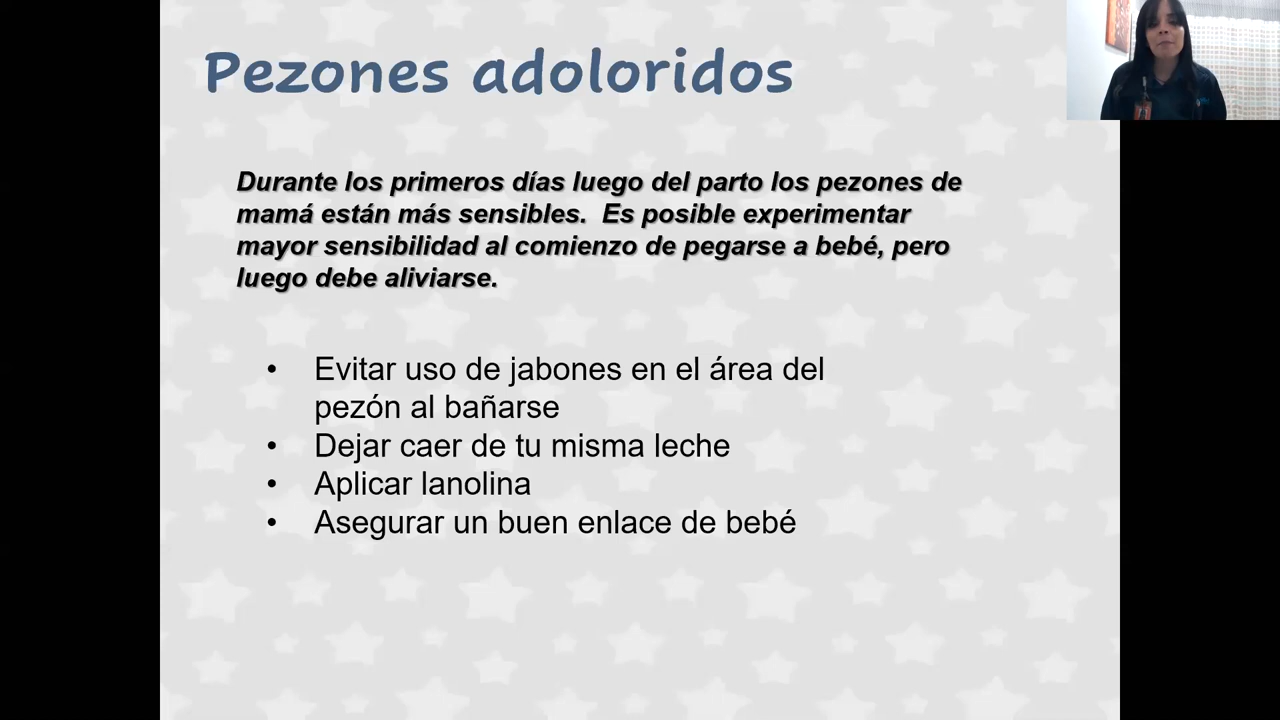 Pezones adoloridos
Durante los primeros días luego del parto los pezones de
mamá están más sensibles.  Es posible experimentar
mayor sensibilidad al comienzo de pegarse a bebé, pero
luego debe aliviarse.
• Evitar uso de jabones en el área del
pezón al bañarse
• Dejar caer de tu misma leche
• Aplicar lanolina
• Asegurar un buen enlace de bebé